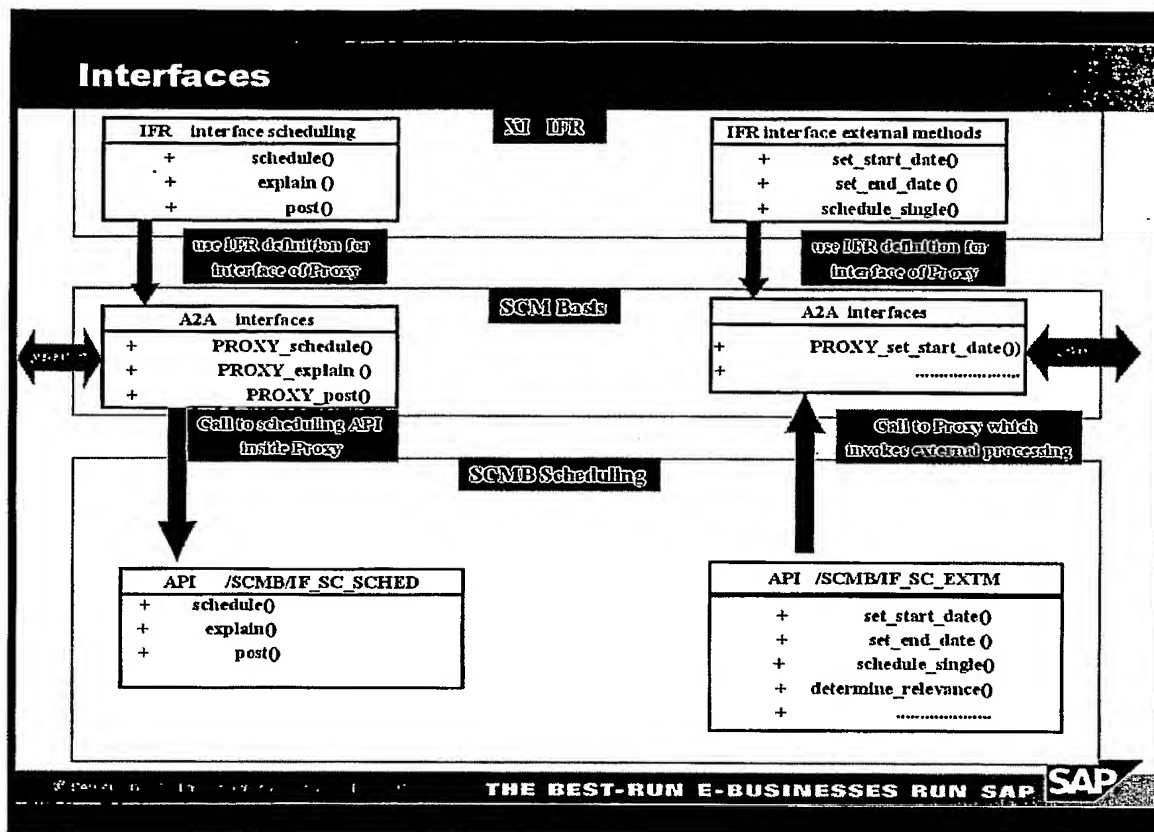 Interfaces
XI IFR
IFR interface scheduling
+ schedule()
+ explain ()
+ post()
IFR interface external methods
+ set_start_date()
+ set_end_date ()
+ schedule_single()
use IFR definition for
interface of Proxy
use IFR definition for
interface of Proxy
SCM Basis
A2A interfaces
+ PROXY_schedule()
+ PROXY_explain ()
+ PROXY_post()
A2A interfaces
+ PROXY_set_start_date()
+ ......................
Call to scheduling API
inside Proxy
Call to Proxy which
invokes external processing
SCMB Scheduling
API /SCMB/IF_SC_SCHED
+ schedule()
+ explain()
+ post()
API /SCMB/IF_SC_EXTM
+ set_start_date()
+ set_end_date ()
+ schedule_single()
+ determine_relevance()
+ ....................
THE BEST-RUN E-BUSINESSES RUN SAP
SAP